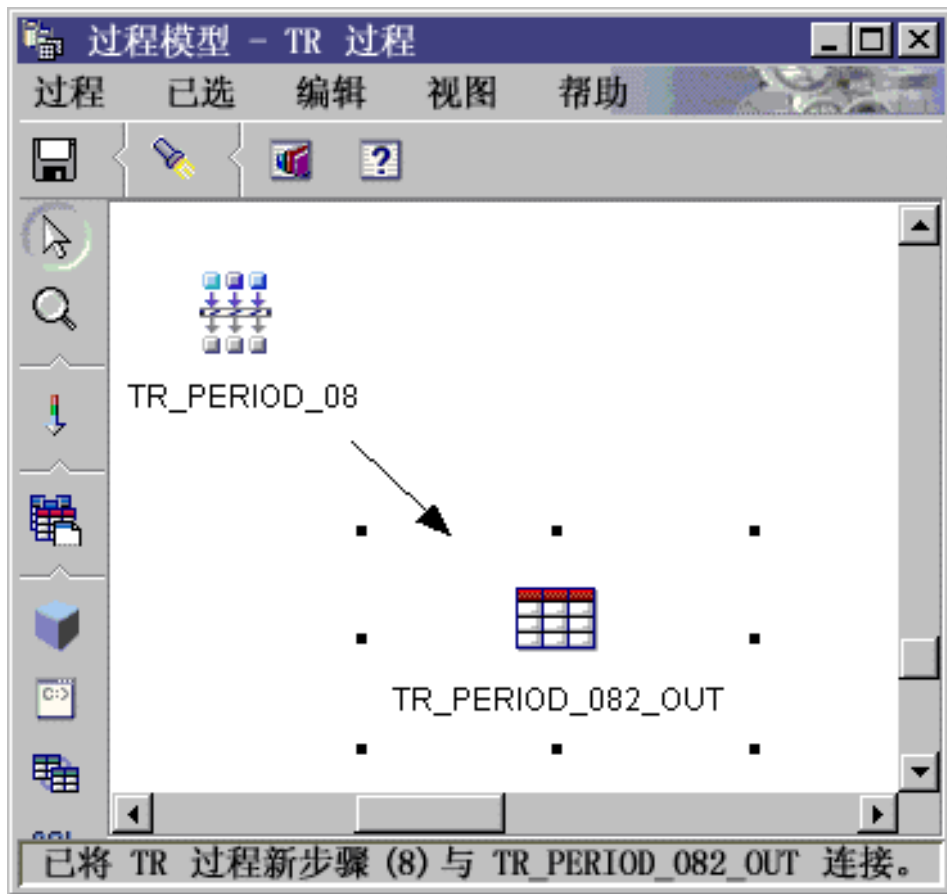 过程模型 - TR 过程
过程 已选 编辑 视图 帮助
TR_PERIOD_08
TR_PERIOD_082_OUT
C:>
已将 TR 过程新步骤 (8) 与 TR_PERIOD_082_OUT 连接。